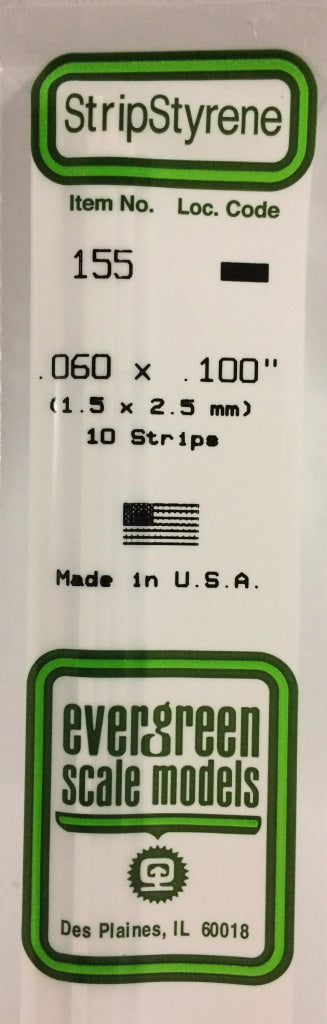 StripStyrene
Item No. Loc. Code
155
.060 x .100"
(1.5 x 2.5 mm)
10 Strips
Made in U.S.A.
evergreen
scale models
Des Plaines, IL 60018